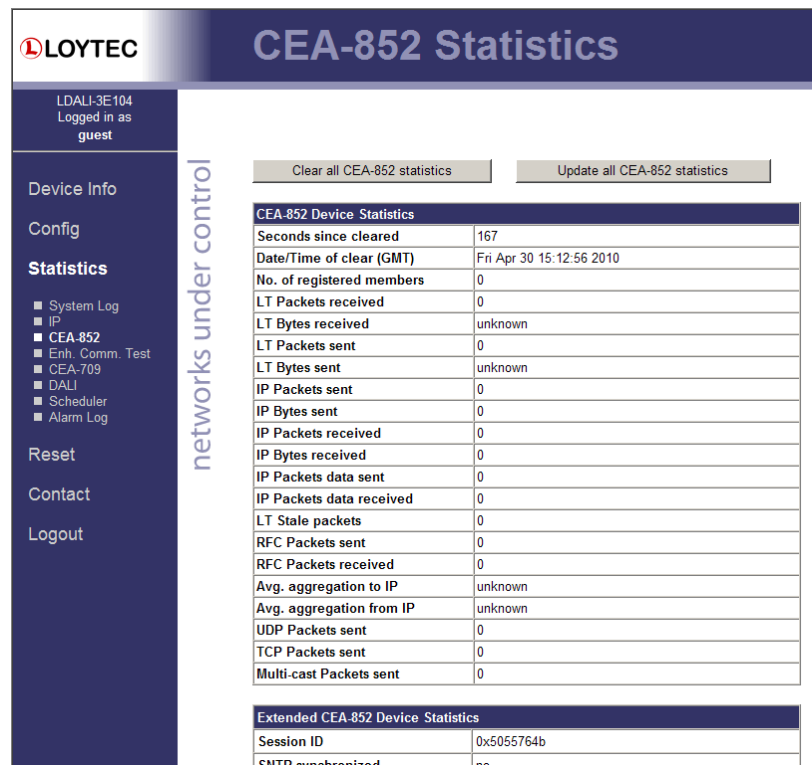 LOYTEC
CEA-852 Statistics
LDALI-3E104
Logged in as
guest
Device Info
Config
Statistics
System Log
IP
CEA-852
Enh. Comm. Test
CEA-709
DALI
Scheduler
Alarm Log
Reset
Contact
Logout
networks under control
Clear all CEA-852 statistics Update all CEA-852 statistics
CEA-852 Device Statistics
Seconds since cleared 167
Date/Time of clear (GMT) Fri Apr 30 15:12:56 2010
No. of registered members 0
LT Packets received 0
LT Bytes received unknown
LT Packets sent 0
LT Bytes sent unknown
IP Packets sent 0
IP Bytes sent 0
IP Packets received 0
IP Bytes received 0
IP Packets data sent 0
IP Packets data received 0
LT Stale packets 0
RFC Packets sent 0
RFC Packets received 0
Avg. aggregation to IP unknown
Avg. aggregation from IP unknown
UDP Packets sent 0
TCP Packets sent 0
Multi-cast Packets sent 0
Extended CEA-852 Device Statistics
Session ID 0x5055764b
SNTP synchronized no